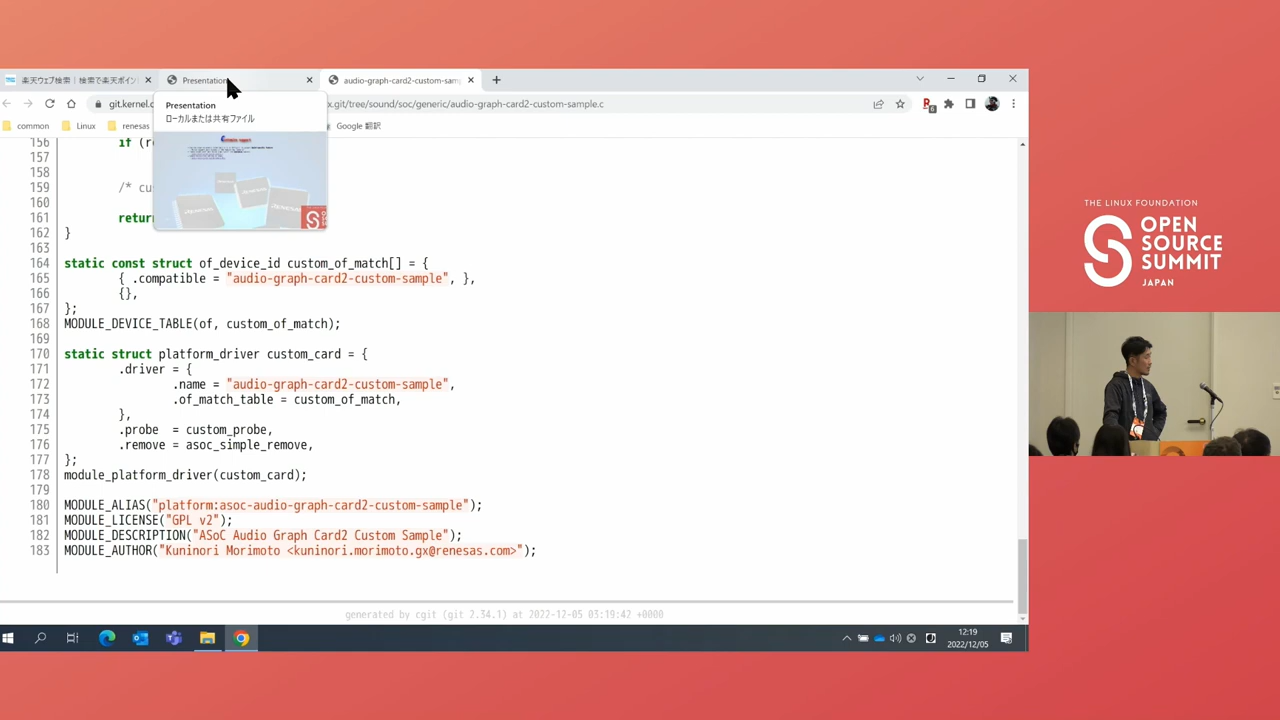 楽天ウェブ検索 | 検索で楽天ポイン
Presentation
audio-graph-card2-custom-sam
git.kernel.c
x.git/tree/sound/soc/generic/audio-graph-card2-custom-sample.c
common
Linux
renesas
Google 翻訳
Presentation
ローカルまたは共有ファイル
156 if (re
157
158
159 /* cu
160
161 return
162 }
163
164 static const struct of_device_id custom_of_match[] = {
165 { .compatible = "audio-graph-card2-custom-sample", },
166 {},
167 };
168 MODULE_DEVICE_TABLE(of, custom_of_match);
169
170 static struct platform_driver custom_card = {
171 .driver = {
172 .name = "audio-graph-card2-custom-sample",
173 .of_match_table = custom_of_match,
174 },
175 .probe = custom_probe,
176 .remove = asoc_simple_remove,
177 };
178 module_platform_driver(custom_card);
179
180 MODULE_ALIAS("platform:asoc-audio-graph-card2-custom-sample");
181 MODULE_LICENSE("GPL v2");
182 MODULE_DESCRIPTION("ASoC Audio Graph Card2 Custom Sample");
183 MODULE_AUTHOR("Kuninori Morimoto <kuninori.morimoto.gx@renesas.com>");
generated by cgit (git 2.34.1) at 2022-12-05 03:19:42 +0000
12:19
2022/12/05
THE LINUX FOUNDATION
OPEN
SOURCE
SUMMIT
JAPAN